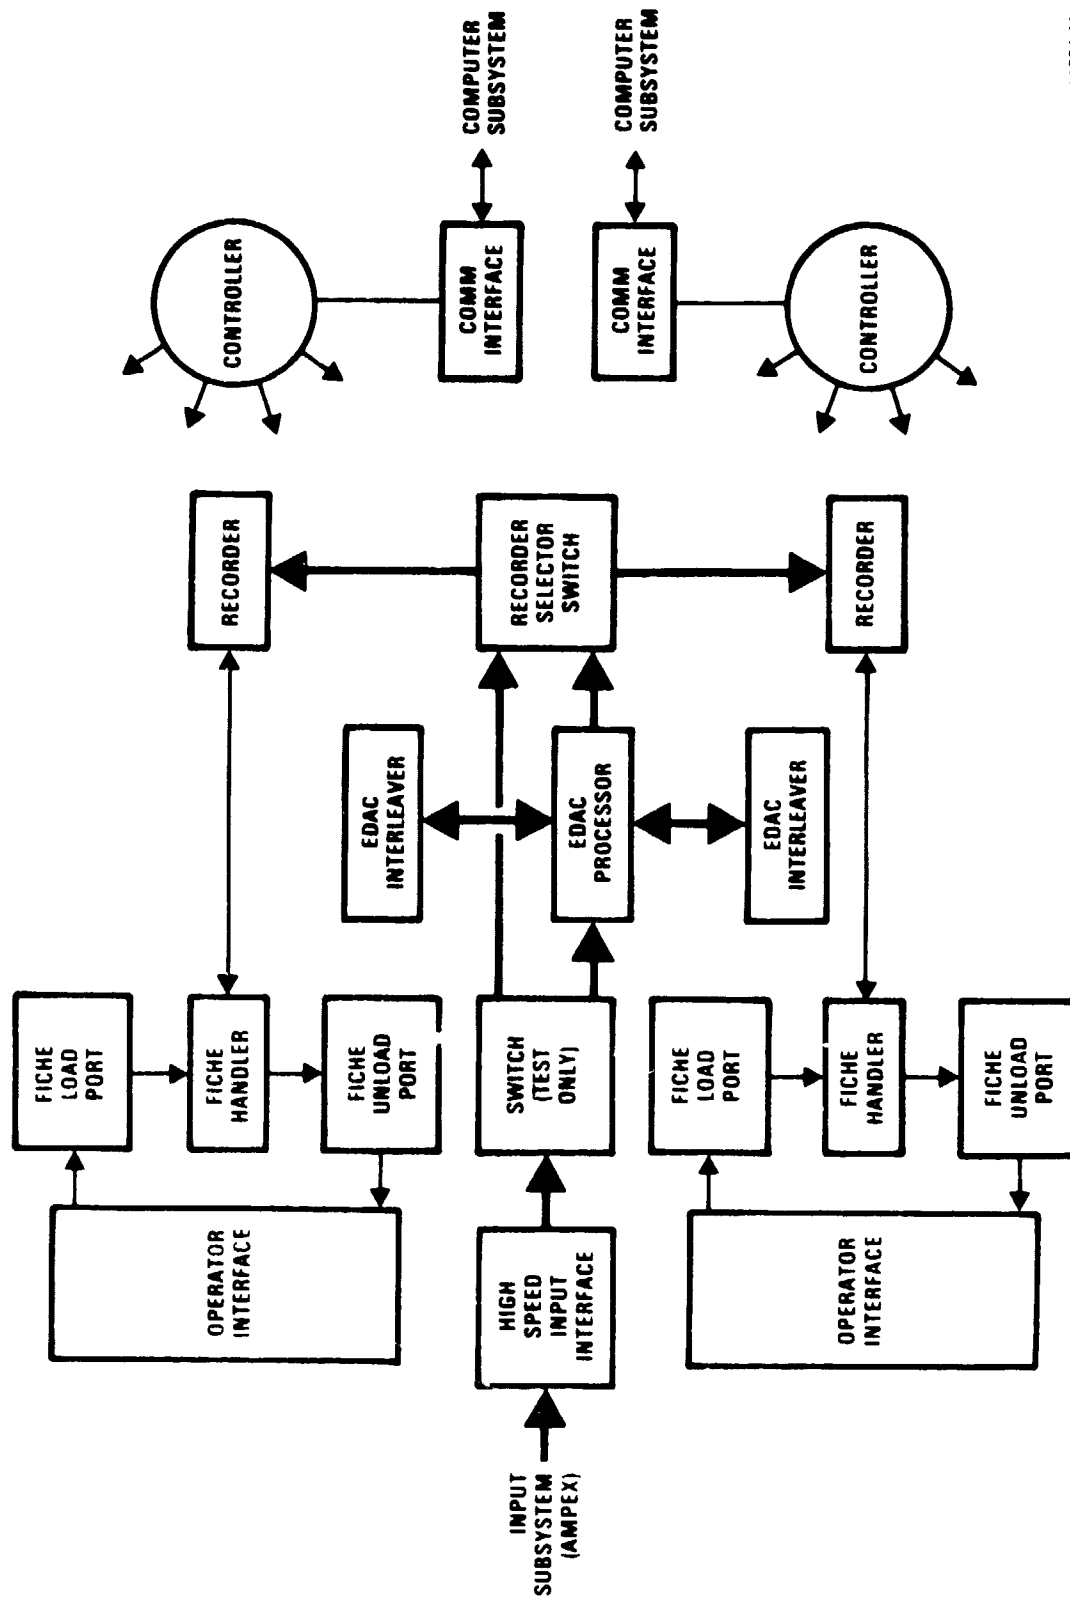 FICHE
LOAD
PORT
OPERATOR
INTERFACE
FICHE
HANDLER
FICHE
UNLOAD
PORT
RECORDER
CONTROLLER
EDAC
INTERLEAVER
COMM
INTERFACE
COMPUTER
SUBSYSTEM
INPUT
SUBSYSTEM
(AMPEX)
HIGH
SPEED
INPUT
INTERFACE
SWITCH
(TEST
ONLY)
EDAC
PROCESSOR
RECORDER
SELECTOR
SWITCH
COMM
INTERFACE
COMPUTER
SUBSYSTEM
EDAC
INTERLEAVER
FICHE
LOAD
PORT
OPERATOR
INTERFACE
FICHE
HANDLER
FICHE
UNLOAD
PORT
RECORDER
CONTROLLER